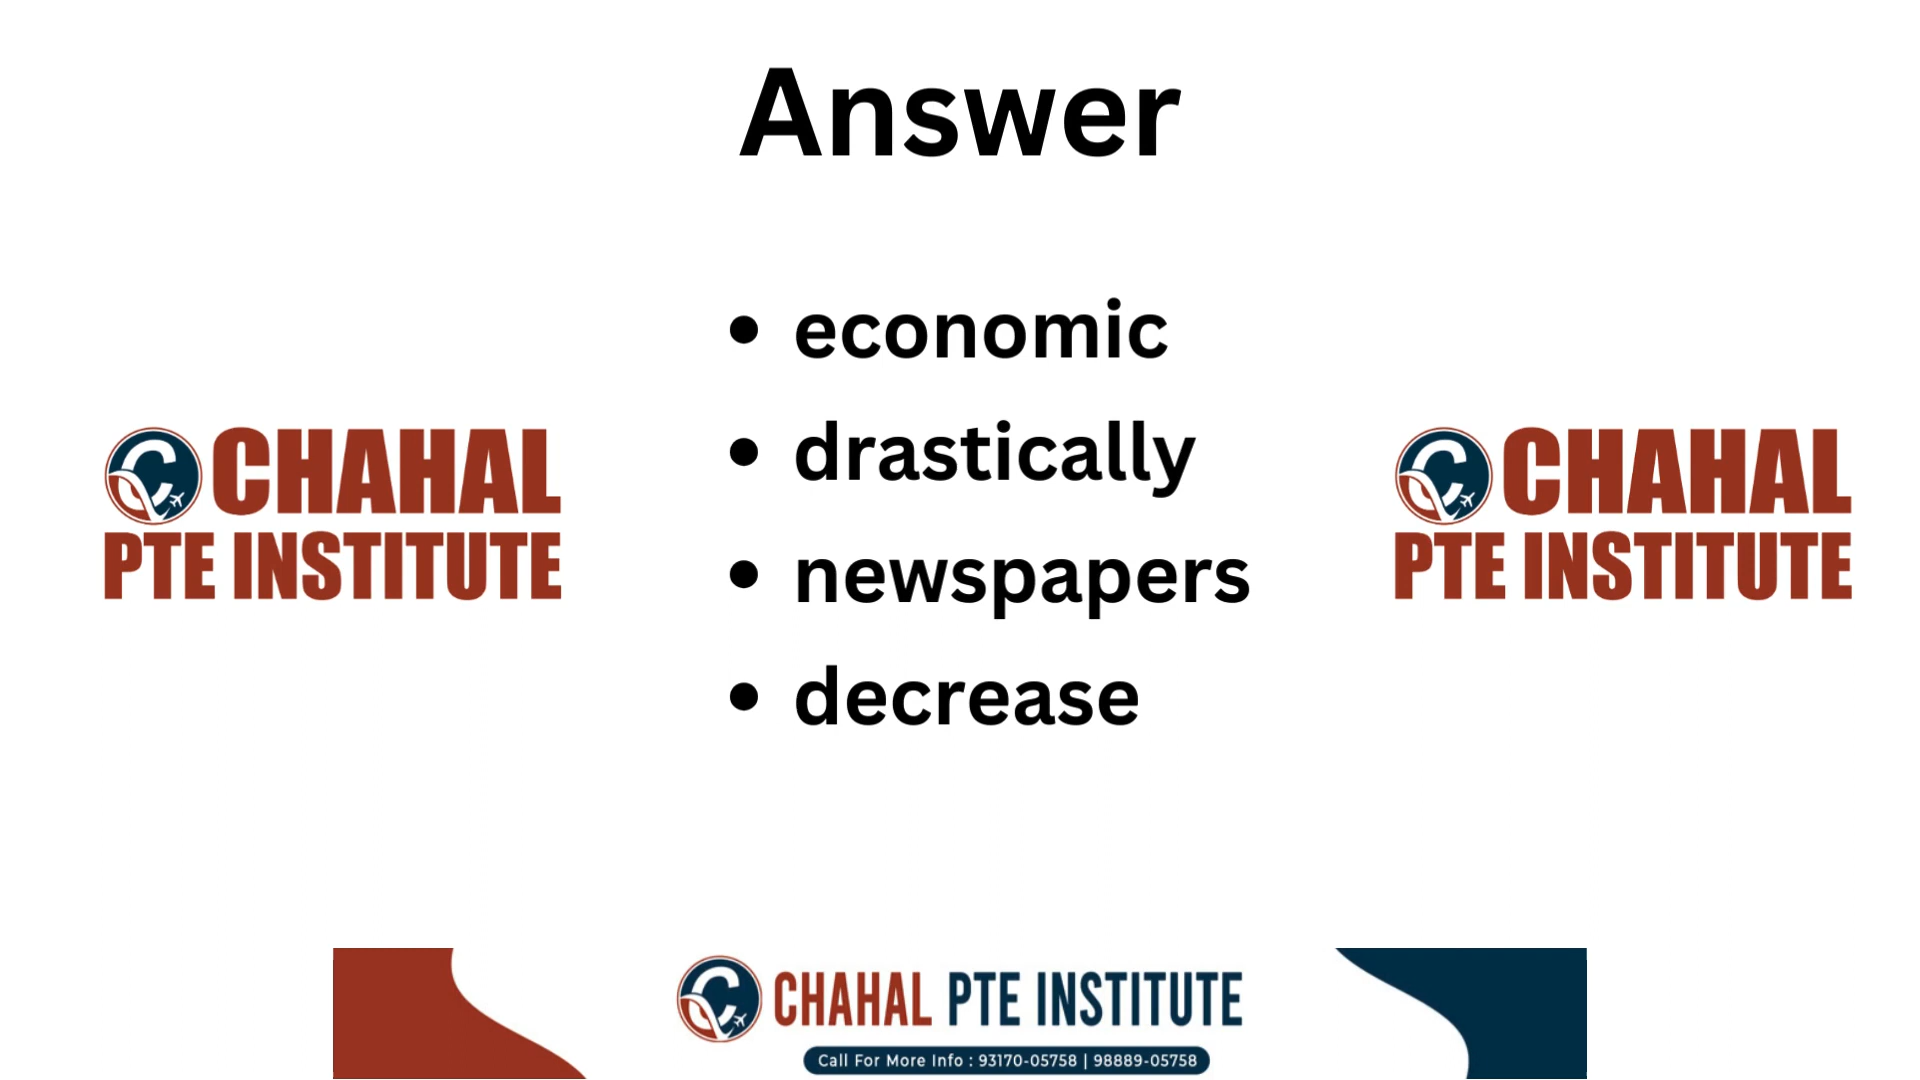 Answer
• economic
• drastically
• newspapers
• decrease
CHAHAL
PTE INSTITUTE
CHAHAL
PTE INSTITUTE
CHAHAL PTE INSTITUTE
Call For More Info : 93170-05758 | 98889-05758